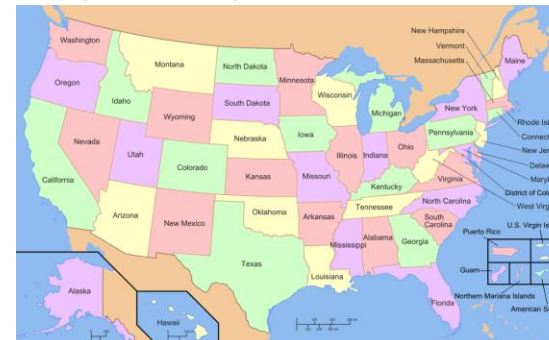 New Hampshire
Vermont
Massachusetts
Washington
Maine
Montana
North Dakota
Minnesota
Oregon
Idaho
Wisconsin
South Dakota
Michigan
New York
Rhode Isl
Wyoming
Connect
Iowa
Pennsylvania
Nebraska
New Je
Nevada
Utah
Illinois
Indiana
Ohio
Delaw
Colorado
Maryl
California
Kansas
Missouri
Virginia
District of Col
Kentucky
West Virg
North Carolina
Tennessee
Oklahoma
Arizona
New Mexico
Arkansas
South
Carolina
U.S. Virgin Is
Puerto Rico
Mississippi
Alabama
Georgia
Texas
Louisiana
Guam
Alaska
Florida
Northern Mariana Islands
American S
Hawaii